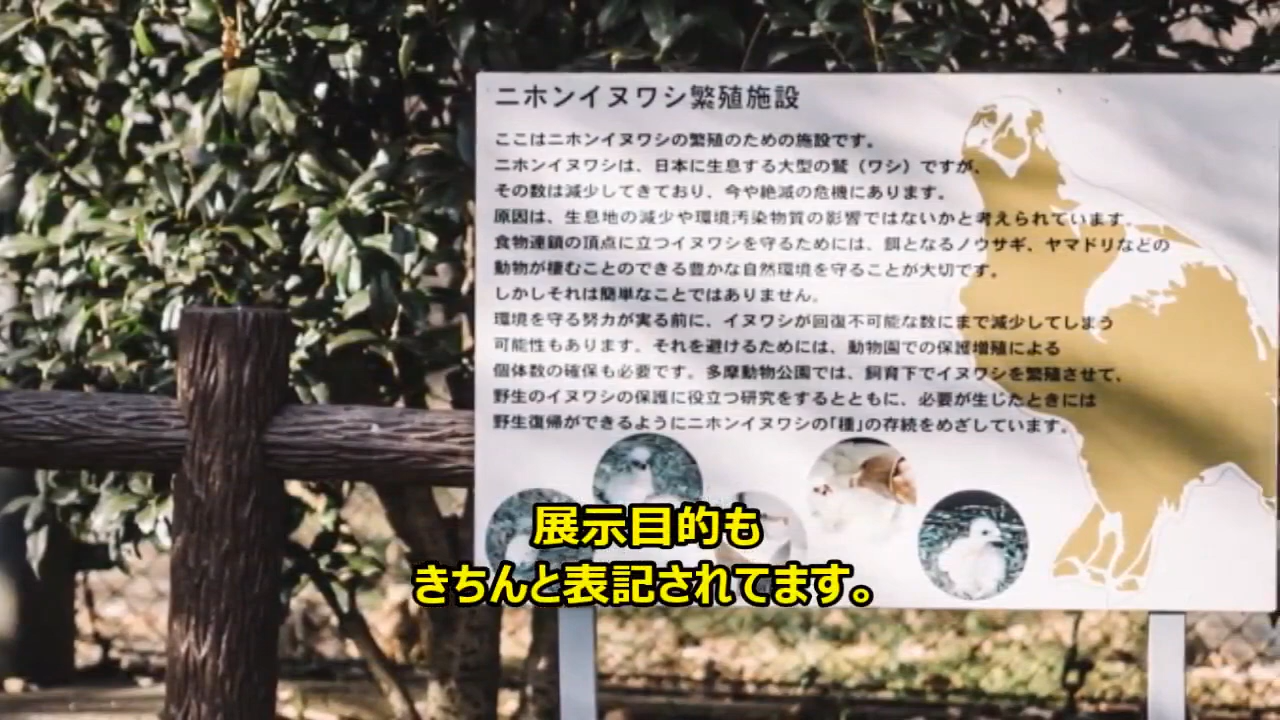 ニホンイヌワシ繁殖施設
ここはニホンイヌワシの繁殖のための施設です。
ニホンイヌワシは、日本に生息する大型の鷲（ワシ）ですが、
その数は減少してきており、今や絶滅の危機にあります。
原因は、生息地の減少や環境汚染物質の影響ではないかと考えられています。
食物連鎖の頂点に立つイヌワシを守るためには、餌となるノウサギ、ヤマドリなどの
動物が棲むことのできる豊かな自然環境を守ることが大切です。
しかしそれは簡単なことではありません。
環境を守る努力が実る前に、イヌワシが回復不可能な数にまで減少してしまう
可能性もあります。それを避けるためには、動物園での保護増殖による
個体数の確保も必要です。多摩動物公園では、飼育下でイヌワシを繁殖させて、
野生のイヌワシの保護に役立つ研究をするとともに、必要が生じたときには
野生復帰ができるようにニホンイヌワシの「種」の存続をめざしています。
展示目的も
きちんと表記されてます。